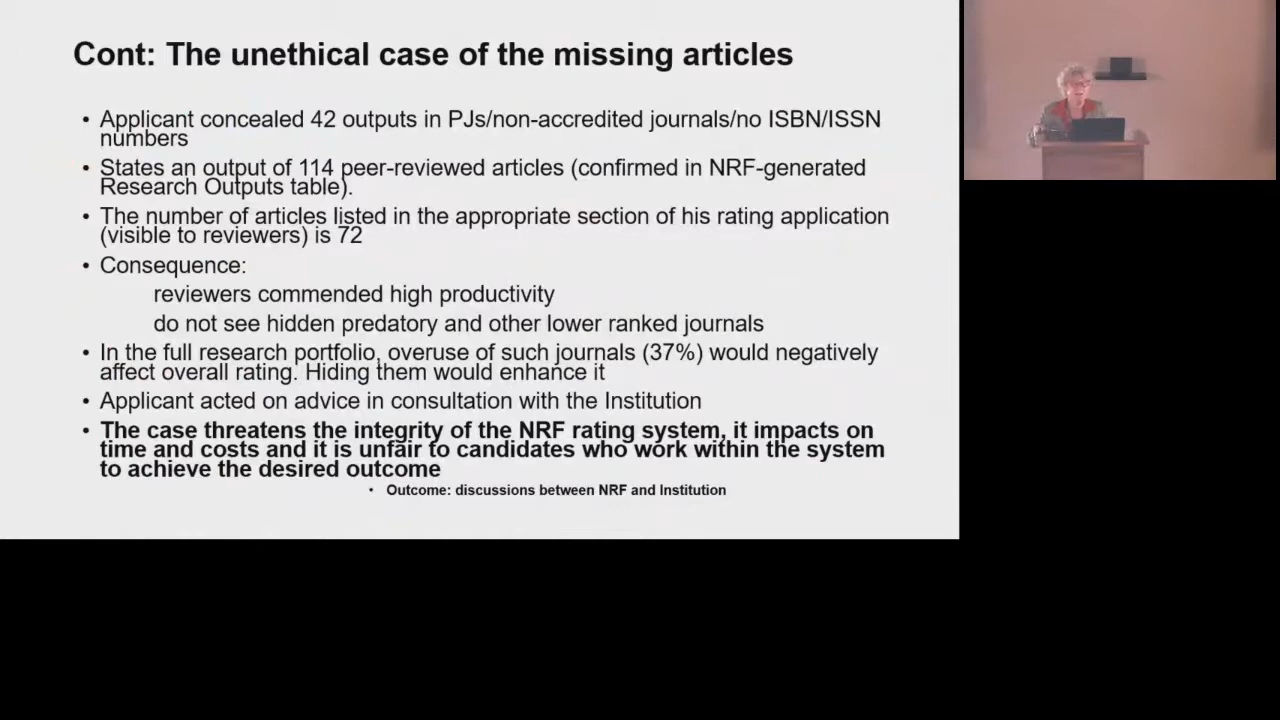 Cont: The unethical case of the missing articles
• Applicant concealed 42 outputs in PJs/non-accredited journals/no ISBN/ISSN
numbers
• States an output of 114 peer-reviewed articles (confirmed in NRF-generated
Research Outputs table).
• The number of articles listed in the appropriate section of his rating application
(visible to reviewers) is 72
• Consequence:
reviewers commended high productivity
do not see hidden predatory and other lower ranked journals
• In the full research portfolio, overuse of such journals (37%) would negatively
affect overall rating. Hiding them would enhance it
• Applicant acted on advice in consultation with the Institution
• The case threatens the integrity of the NRF rating system, it impacts on
time and costs and it is unfair to candidates who work within the system
to achieve the desired outcome
• Outcome: discussions between NRF and Institution